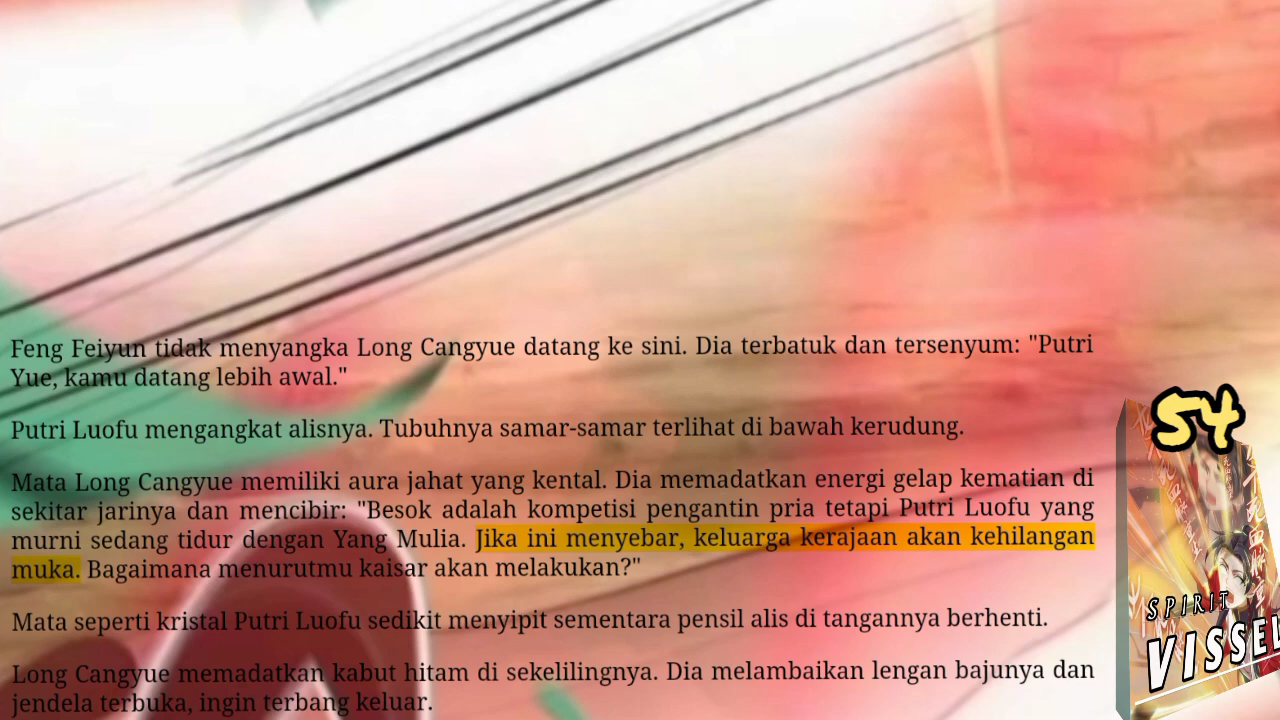 Feng Feiyun tidak menyangka Long Cangyue datang ke sini. Dia terbatuk dan tersenyum: "Putri
Yue, kamu datang lebih awal."
Putri Luofu mengangkat alisnya. Tubuhnya samar-samar terlihat di bawah kerudung.
Mata Long Cangyue memiliki aura jahat yang kental. Dia memadatkan energi gelap kematian di
sekitar jarinya dan mencibir: "Besok adalah kompetisi pengantin pria tetapi Putri Luofu yang
murni sedang tidur dengan Yang Mulia. Jika ini menyebar, keluarga kerajaan akan kehilangan
muka. Bagaimana menurutmu kaisar akan melakukan?"
Mata seperti kristal Putri Luofu sedikit menyipit sementara pensil alis di tangannya berhenti.
Long Cangyue memadatkan kabut hitam di sekelilingnya. Dia melambaikan lengan bajunya dan
jendela terbuka, ingin terbang keluar.
54
SPIRIT
VISSEL